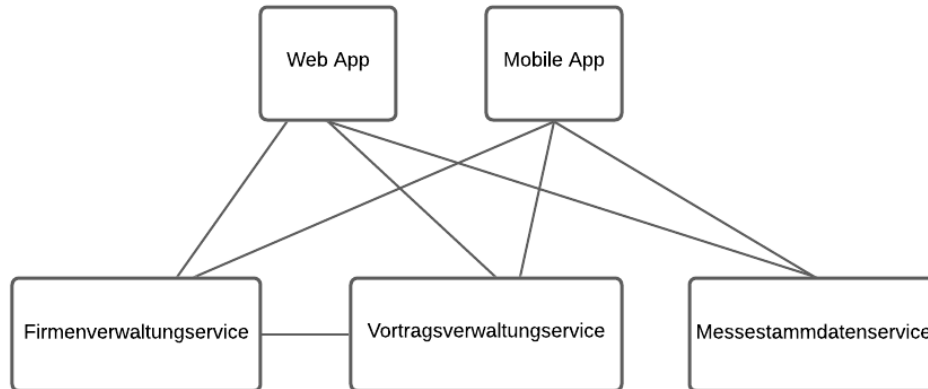 Web App
Mobile App
Firmenverwaltungservice
Vortragsverwaltungservice
Messestammdatenservice